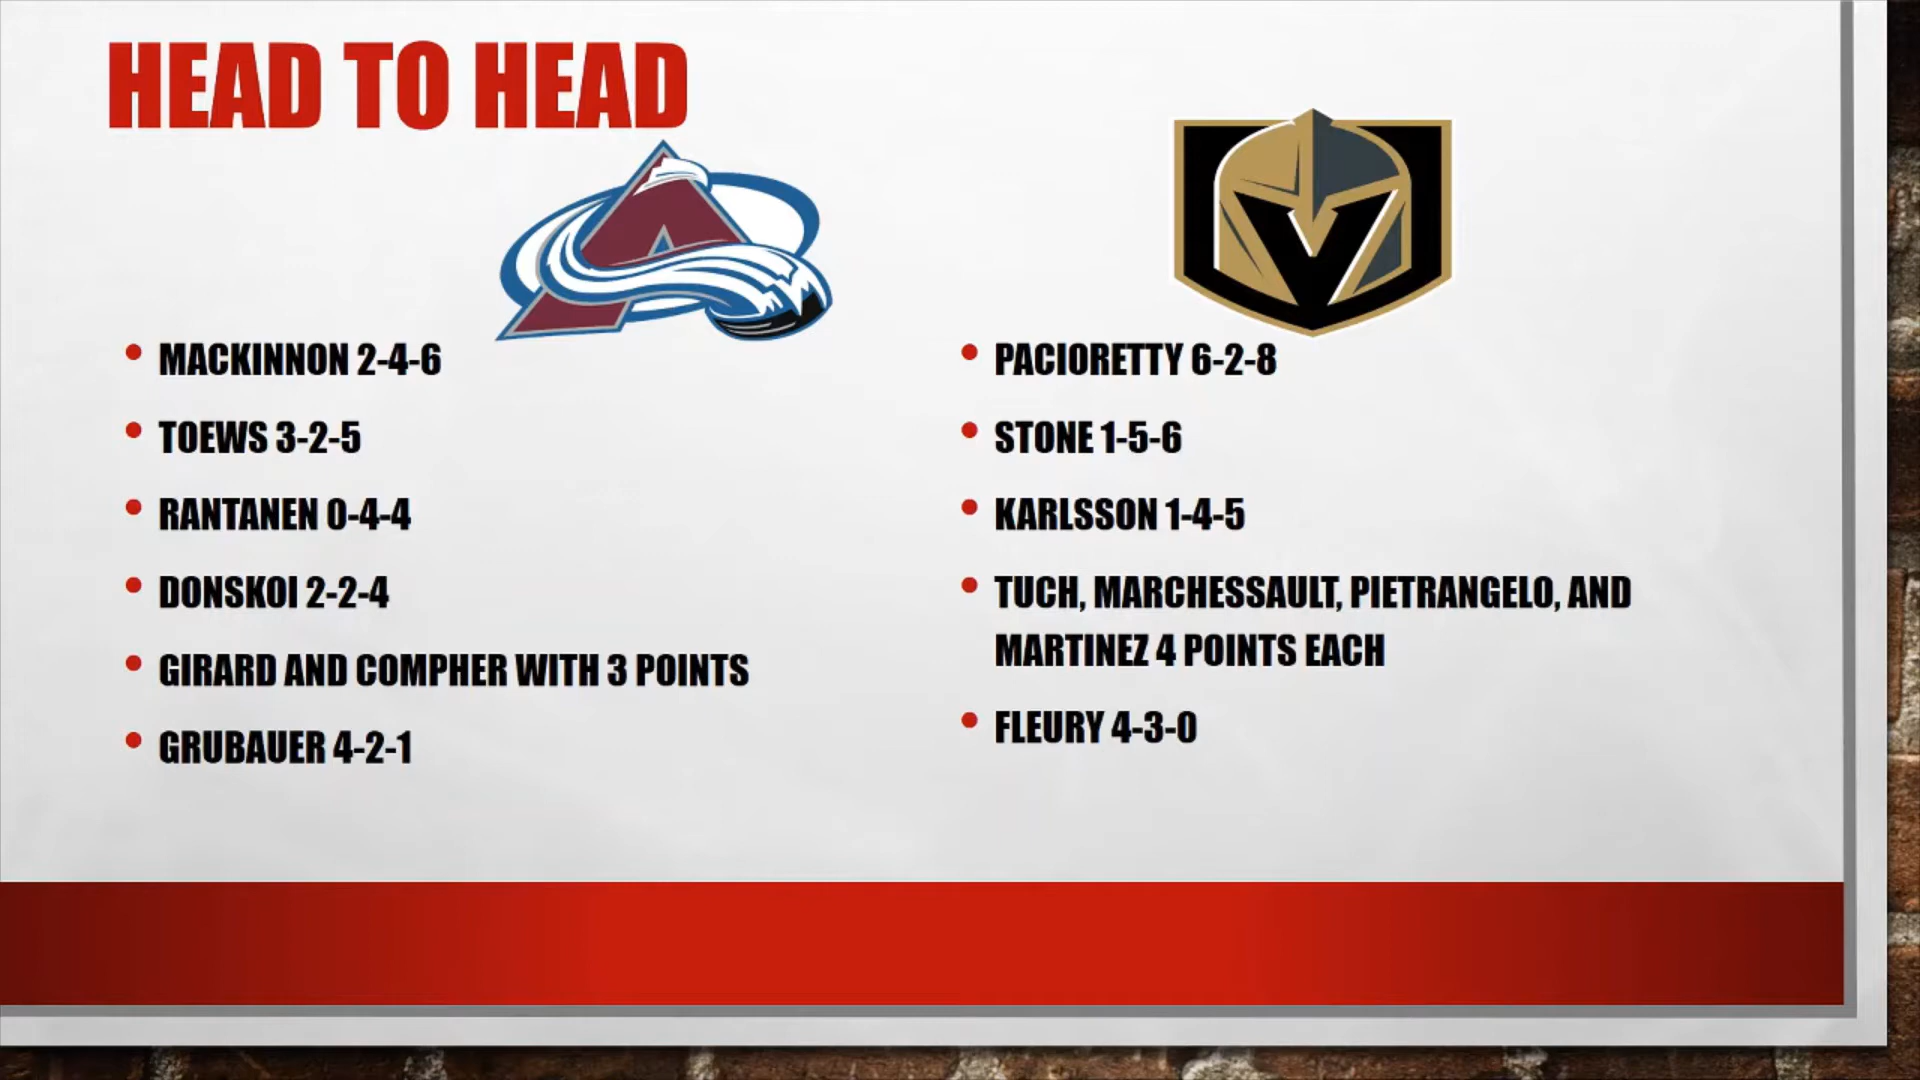 HEAD TO HEAD
MACKINNON 2-4-6
TOEWS 3-2-5
RANTANEN 0-4-4
DONSKOI 2-2-4
GIRARD AND COMPHER WITH 3 POINTS
GRUBAUER 4-2-1
PACIORETTY 6-2-8
STONE 1-5-6
KARLSSON 1-4-5
TUCH, MARCHESSAULT, PIETRANGELO, AND
MARTINEZ 4 POINTS EACH
FLEURY 4-3-0